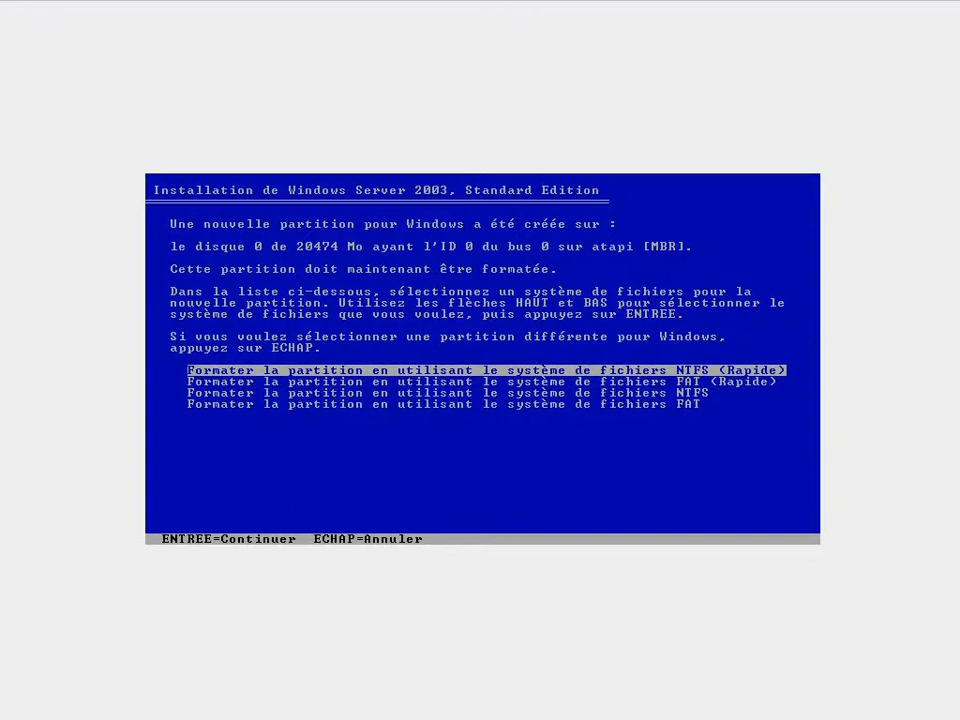 Installation de Windows Server 2003, Standard Edition
Une nouvelle partition pour Windows a été créée sur :
le disque 0 de 20474 Mo ayant l'ID 0 du bus 0 sur atapi [MBR].
Cette partition doit maintenant être formatée.
Dans la liste ci-dessous, sélectionnez un système de fichiers pour la
nouvelle partition. Utilisez les flèches HAUT et BAS pour sélectionner le
système de fichiers que vous voulez, puis appuyez sur ENTREE.
Si vous voulez sélectionner une partition différente pour Windows,
appuyez sur ECHAP.
Formater la partition en utilisant le système de fichiers NTFS (Rapide)
Formater la partition en utilisant le système de fichiers FAT (Rapide)
Formater la partition en utilisant le système de fichiers NTFS
Formater la partition en utilisant le système de fichiers FAT
ENTREE=Continuer ECHAP=Annuler